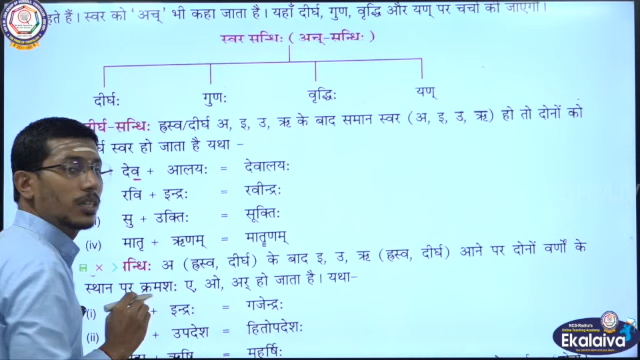 हते हैं। स्वर को 'अच्' भी कहा जाता है। यहाँ दीर्घ, गुण, वृद्धि और यण् पर चर्चा की जाएगी।
स्वर सन्धिः ( अच्-सन्धिः )
दीर्घः गुणः वृद्धिः यण्
दीर्घ-सन्धिः ह्रस्व/दीर्घ अ, इ, उ, ऋ के बाद समान स्वर (अ, इ, उ, ऋ) हो तो दोनों को
स्वर हो जाता है यथा –
देव + आलयः = देवालयः
रवि + इन्द्रः = रवीन्द्रः
सु + उक्तिः = सूक्तिः
(iv) मातृ + ऋणम् = मातॄणम्
न्धिः अ (ह्रस्व, दीर्घ) के बाद इ, उ, ऋ (ह्रस्व, दीर्घ) आने पर दोनों वर्णों के
स्थान पर क्रमशः ए, ओ, अर् हो जाता है। यथा–
(i) + इन्द्रः = गजेन्द्रः
(ii) + उपदेश = हितोपदेशः
+ ऋषि = महर्षिः
Ekalaiva